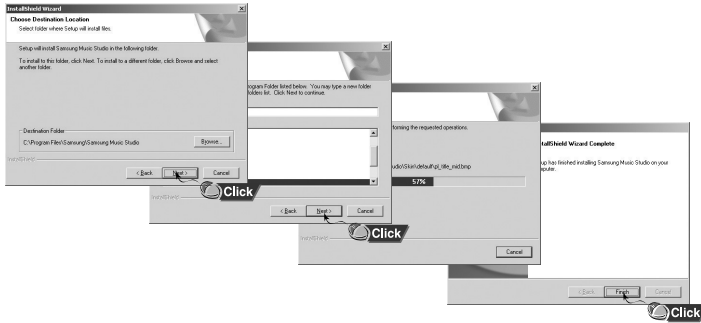 InstallShield Wizard
Choose Destination Location
Select folder where Setup will install files.
Setup will install Samsung Music Studio in the following folder.
To install to this folder, click Next. To install to a different folder, click Browse and select
another folder.
Destination Folder
C:\Program Files\Samsung\Samsung Music Studio
Browse...
InstallShield
< Back
Next >
Cancel
Click
rogram Folder listed below. You may type a new folder
folders list. Click Next to continue.
InstallShield
< Back
Next >
Cancel
Click
forming the requested operations.
udio\Skin\default\pl_title_mid.bmp
57%
InstallShield
Cancel
tallShield Wizard Complete
up has finished installing Samsung Music Studio on your
mputer.
< Back
Finish
Cancel
Click